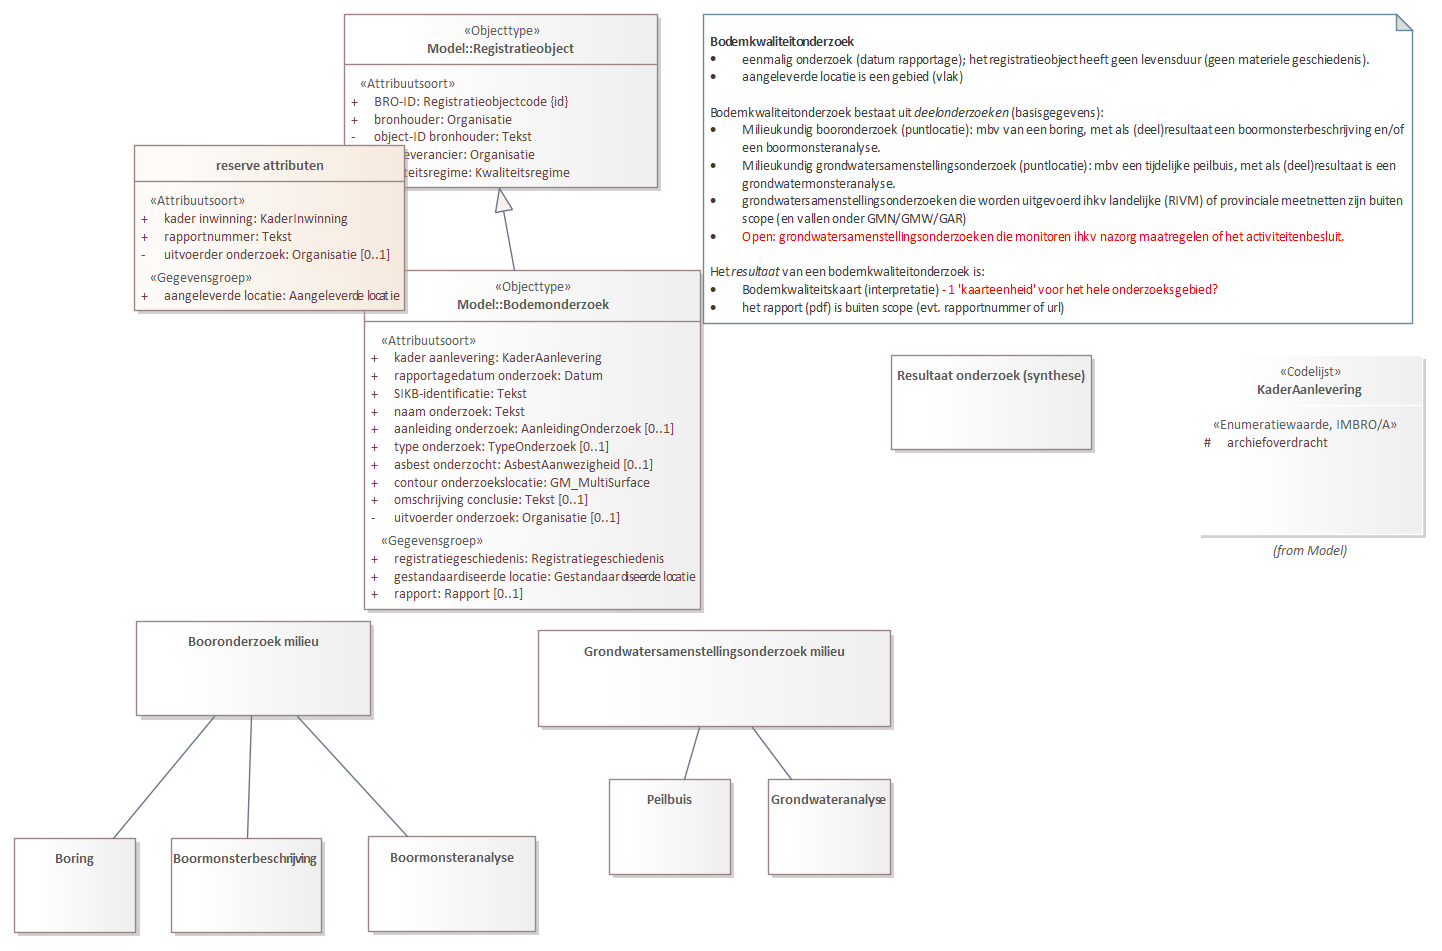 «Objecttype»
Model::Registratieobject
«Attribuutsoort»
+ BRO-ID: Registratieobjectcode {id}
+ bronhouder: Organisatie
- object-ID bronhouder: Tekst
everancier: Organisatie
teitsregime: Kwaliteitsregime
reserve attributen
«Attribuutsoort»
+ kader inwinning: KaderInwinning
+ rapportnummer: Tekst
- uitvoerder onderzoek: Organisatie [0..1]
«Gegevensgroep»
+ aangeleverde locatie: Aangeleverde locatie
Bodemkwaliteitonderzoek
• eenmalig onderzoek (datum rapportage); het registratieobject heeft geen levensduur (geen materiele geschiedenis).
• aangeleverde locatie is een gebied (vlak)
Bodemkwaliteitonderzoek bestaat uit deelonderzoeken (basisgegevens):
• Milieukundig booronderzoek (puntlocatie): mbv van een boring, met als (deel)resultaat een boormonsterbeschrijving en/of
een boormonsteranalyse.
• Milieukundig grondwatersamenstellingsonderzoek (puntlocatie): mbv een tijdelijke peilbuis, met als (deel)resultaat is een
grondwatermonsteranalyse.
• grondwatersamenstellingsonderzoeken die worden uitgevoerd ihkv landelijke (RIVM) of provinciale meetnetten zijn buiten
scope (en vallen onder GMN/GMW/GAR)
• Open: grondwatersamenstellingsonderzoeken die monitoren ihkv nazorg maatregelen of het activiteitenbesluit.
Het resultaat van een bodemkwaliteitonderzoek is:
• Bodemkwaliteitskaart (interpretatie) - 1 'kaarteenheid' voor het hele onderzoeksgebied?
• het rapport (pdf) is buiten scope (evt. rapportnummer of url)
«Objecttype»
Model::Bodemonderzoek
«Attribuutsoort»
+ kader aanlevering: KaderAanlevering
+ rapportagedatum onderzoek: Datum
+ SIKB-identificatie: Tekst
+ naam onderzoek: Tekst
+ aanleiding onderzoek: AanleidingOnderzoek [0..1]
+ type onderzoek: TypeOnderzoek [0..1]
+ asbest onderzocht: AsbestAanwezigheid [0..1]
+ contour onderzoekslocatie: GM_MultiSurface
+ omschrijving conclusie: Tekst [0..1]
- uitvoerder onderzoek: Organisatie [0..1]
«Gegevensgroep»
+ registratiegeschiedenis: Registratiegeschiedenis
+ gestandaardiseerde locatie: Gestandaardiseerde locatie
+ rapport: Rapport [0..1]
Resultaat onderzoek (synthese)
«Codelijst»
KaderAanlevering
«Enumeratiewaarde, IMBRO/A»
# archiefoverdracht
(from Model)
Booronderzoek milieu
Grondwatersamenstellingsonderzoek milieu
Peilbuis
Grondwateranalyse
Boring
Boormonsterbeschrijving
Boormonsteranalyse